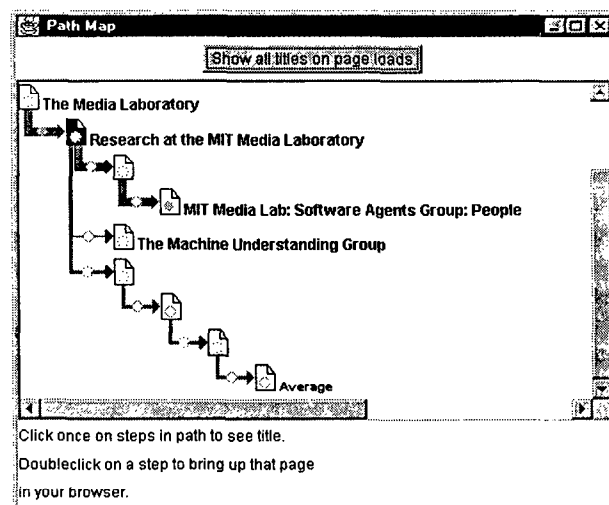 Path Map
Show all titles on page loads
The Media Laboratory
Research at the MIT Media Laboratory
MIT Media Lab: Software Agents Group: People
The Machine Understanding Group
Average
Click once on steps in path to see title.
Doubleclick on a step to bring up that page
in your browser.